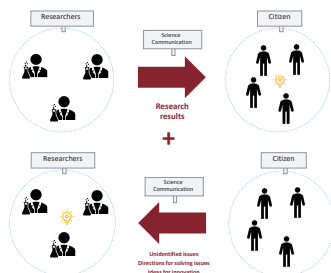 Researchers
Science
Communication
Citizen
Research
results
+
Researchers
Science
Communication
Citizen
Unidentified issues
Directions for solving issues
Ideas for innovation